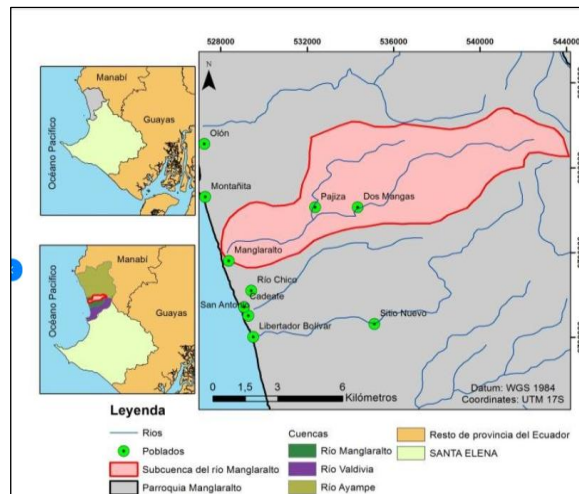 528000 532000 536000 540000 544000
N
Manabí
Guayas
Océano Pacífico
Manabí
Guayas
Océano Pacífico
Olón
Montañita
Pajiza
Dos Mangas
Manglaralto
Río Chico
Cadeate
San Antonio
Sitio Nuevo
Libertador Bolívar
0 1,5 3 6
Kilómetros
Datum: WGS 1984
Coordenates: UTM 17S
Leyenda
Rios
Poblados
Subcuenca del río Manglaralto
Parroquia Manglaralto
Cuencas
Río Manglaralto
Río Valdivia
Río Ayampe
Resto de provincia del Ecuador
SANTA ELENA